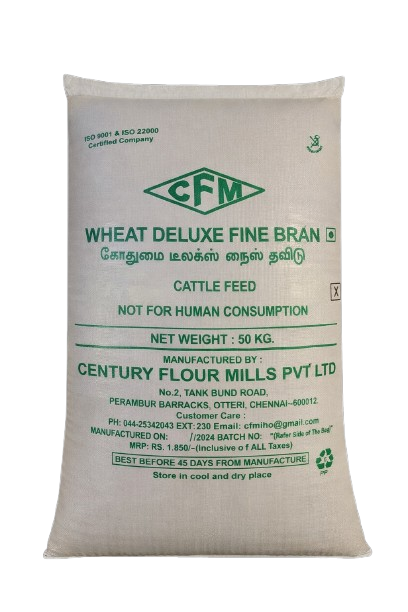 ISO 9001 & ISO 22000
Certified Company
CFM
WHEAT DELUXE FINE BRAN
கோதுமை டீலக்ஸ் நைஸ் தவிடு
CATTLE FEED
X
NOT FOR HUMAN CONSUMPTION
NET WEIGHT : 50 KG.
MANUFACTURED BY :
CENTURY FLOUR MILLS PVT LTD
No.2, TANK BUND ROAD,
PERAMBUR BARRACKS, OTTERI, CHENNAI-600012.
Customer Care :
PH: 044-25342043 EXT:230 Email: cfmiho@gmail.com
MANUFACTURED ON: //2024 BATCH NO: "(Refer Side of The Bag)"
MRP: RS. 1.850/-(Inclusive of ALL Taxes)
BEST BEFORE 45 DAYS FROM MANUFACTURE
Store in cool and dry place
PP